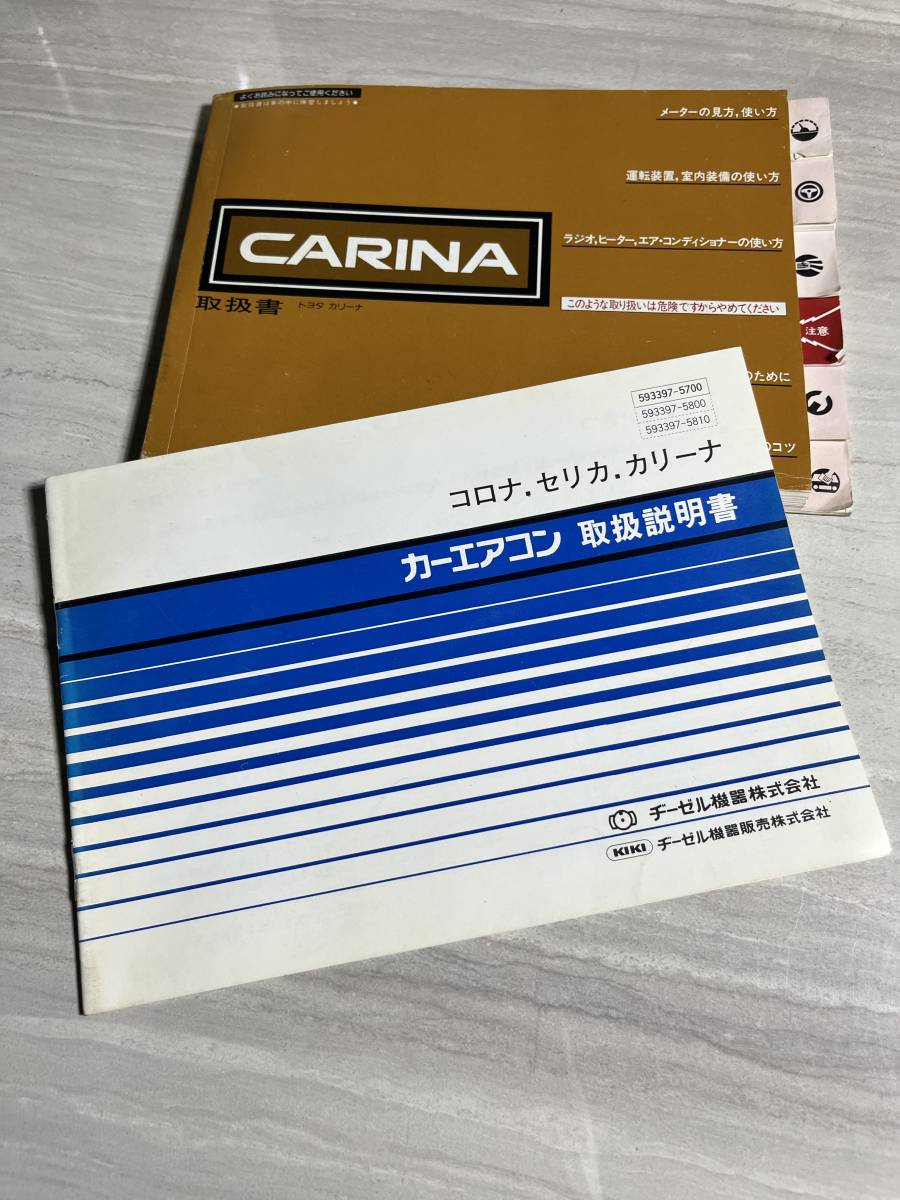 よくお読みになってご使用ください
★取扱書は車の中に保管しましょう★
メーターの見方,使い方
運転装置,室内装備の使い方
ラジオ,ヒーター,エア・コンディショナーの使い方
CARINA
取扱書 トヨタ カリーナ
このような取り扱いは危険ですからやめてください
注意
のために
のコツ
593397-5700
593397-5800
593397-5810
コロナ.セリカ.カリーナ
カーエアコン 取扱説明書
ヂーゼル機器株式会社
KIKI ヂーゼル機器販売株式会社